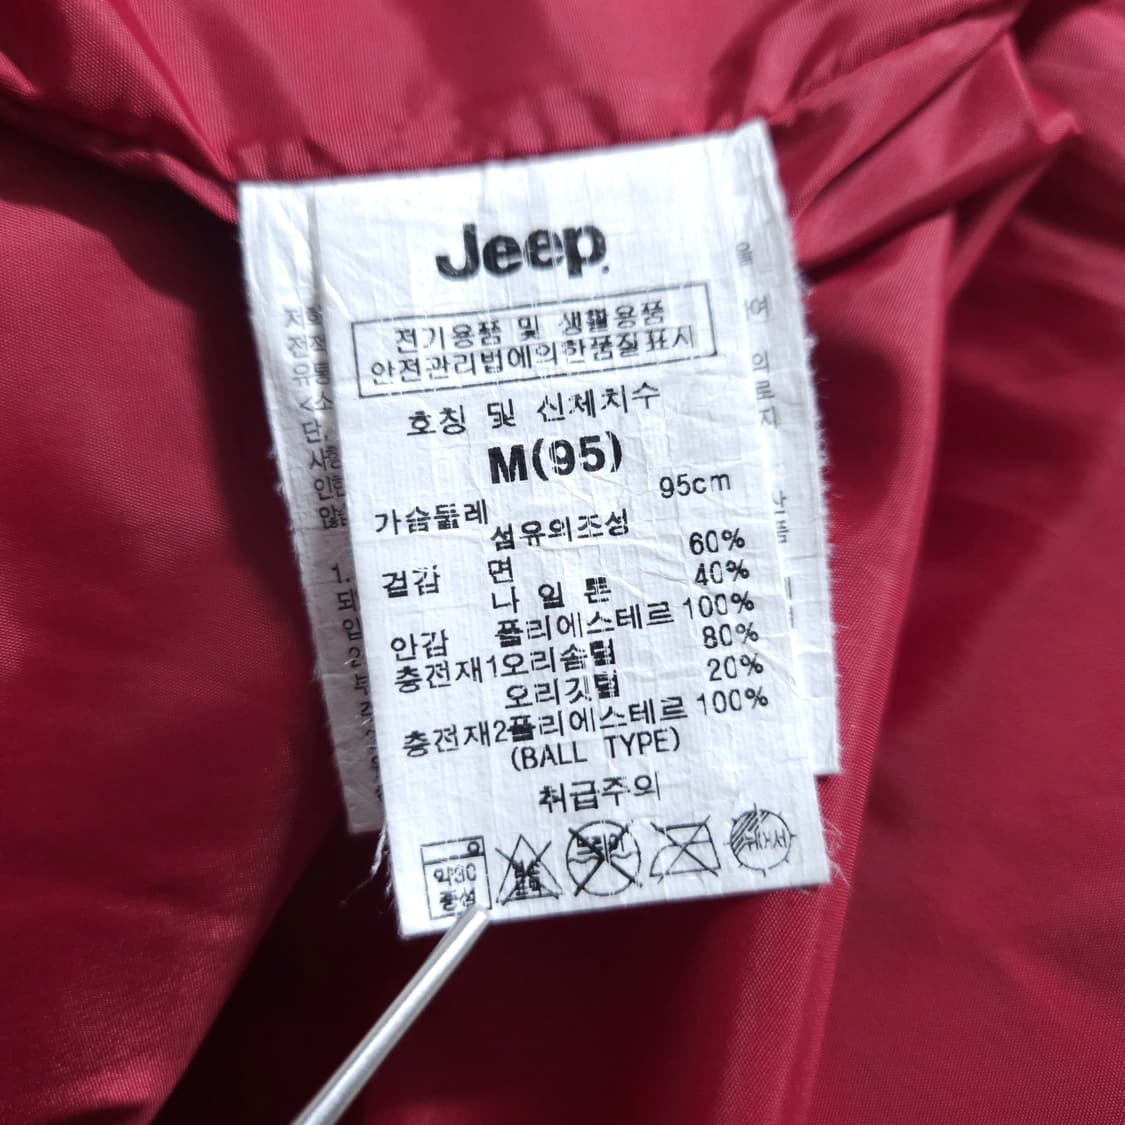 Jeep
전기용품 및 생활용품
안전관리법에의한품질표시
호칭 및 신체치수
M(95)
가슴둘레 95cm
섬유의조성
겉감 면 60%
나 일 론 40%
안감 폴리에스테르 100%
충전재1오리솜털 80%
오리깃털 20%
충전재2폴리에스테르 100%
(BALL TYPE)
취급주의
약30
중성
뉘어서